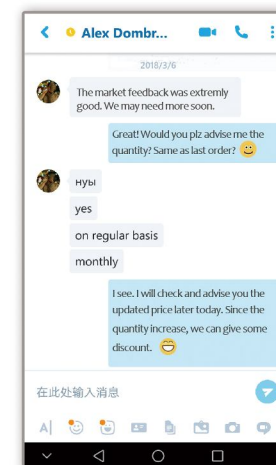 Alex Dombr...
2018/3/6
The market feedback was extremly
good. We may need more soon.
Great! Would you plz advise me the
quantity? Same as last order?
нуы
yes
on regular basis
monthly
I see. I will check and advise you the
updated price later today. Since the
quantity increase, we can give some
discount.
在此处输入消息
A